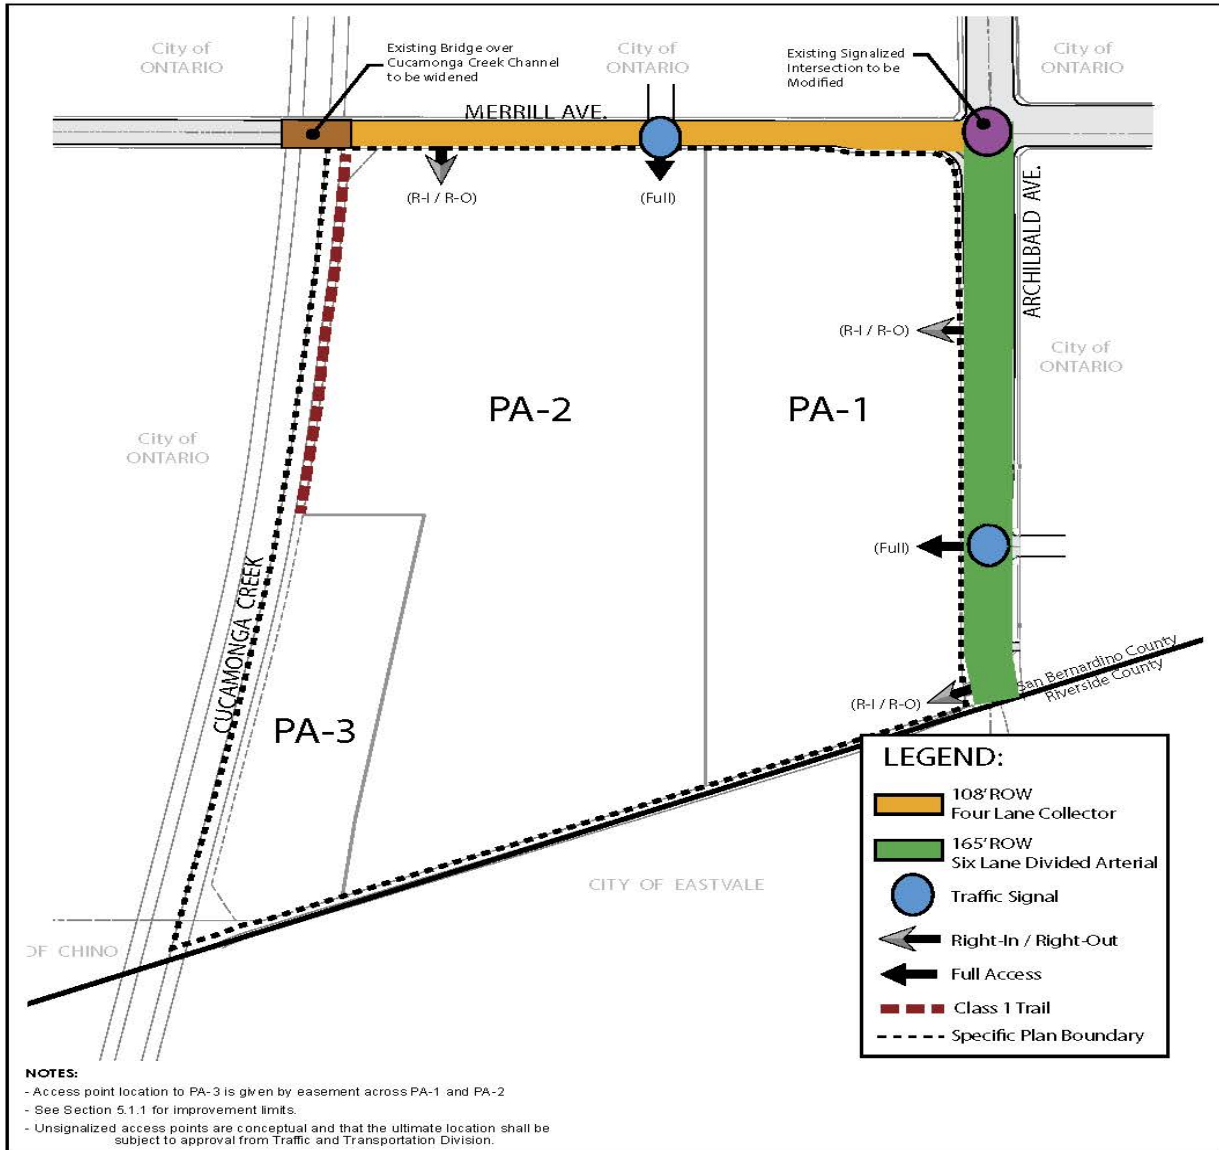 City of
ONTARIO
Existing Bridge over
Cucamonga Creek Channel
to be widened
City of
ONTARIO
Existing Signalized
Intersection to be
Modified
City of
ONTARIO
MERRILL AVE.
(R-I / R-O)
(Full)
ARCHILBALD AVE.
(R-I / R-O)
City of
ONTARIO
PA-2
PA-1
City of
ONTARIO
(Full)
CUCAMONGA CREEK
San Bernardino County
Riverside County
(R-I / R-O)
PA-3
LEGEND:
108' ROW
Four Lane Collector
165' ROW
Six Lane Divided Arterial
Traffic Signal
Right-In / Right-Out
Full Access
Class 1 Trail
Specific Plan Boundary
CITY OF EASTVALE
OF CHINO
NOTES:
- Access point location to PA-3 is given by easement across PA-1 and PA-2
- See Section 5.1.1 for improvement limits.
- Unsignalized access points are conceptual and that the ultimate location shall be
subject to approval from Traffic and Transportation Division.